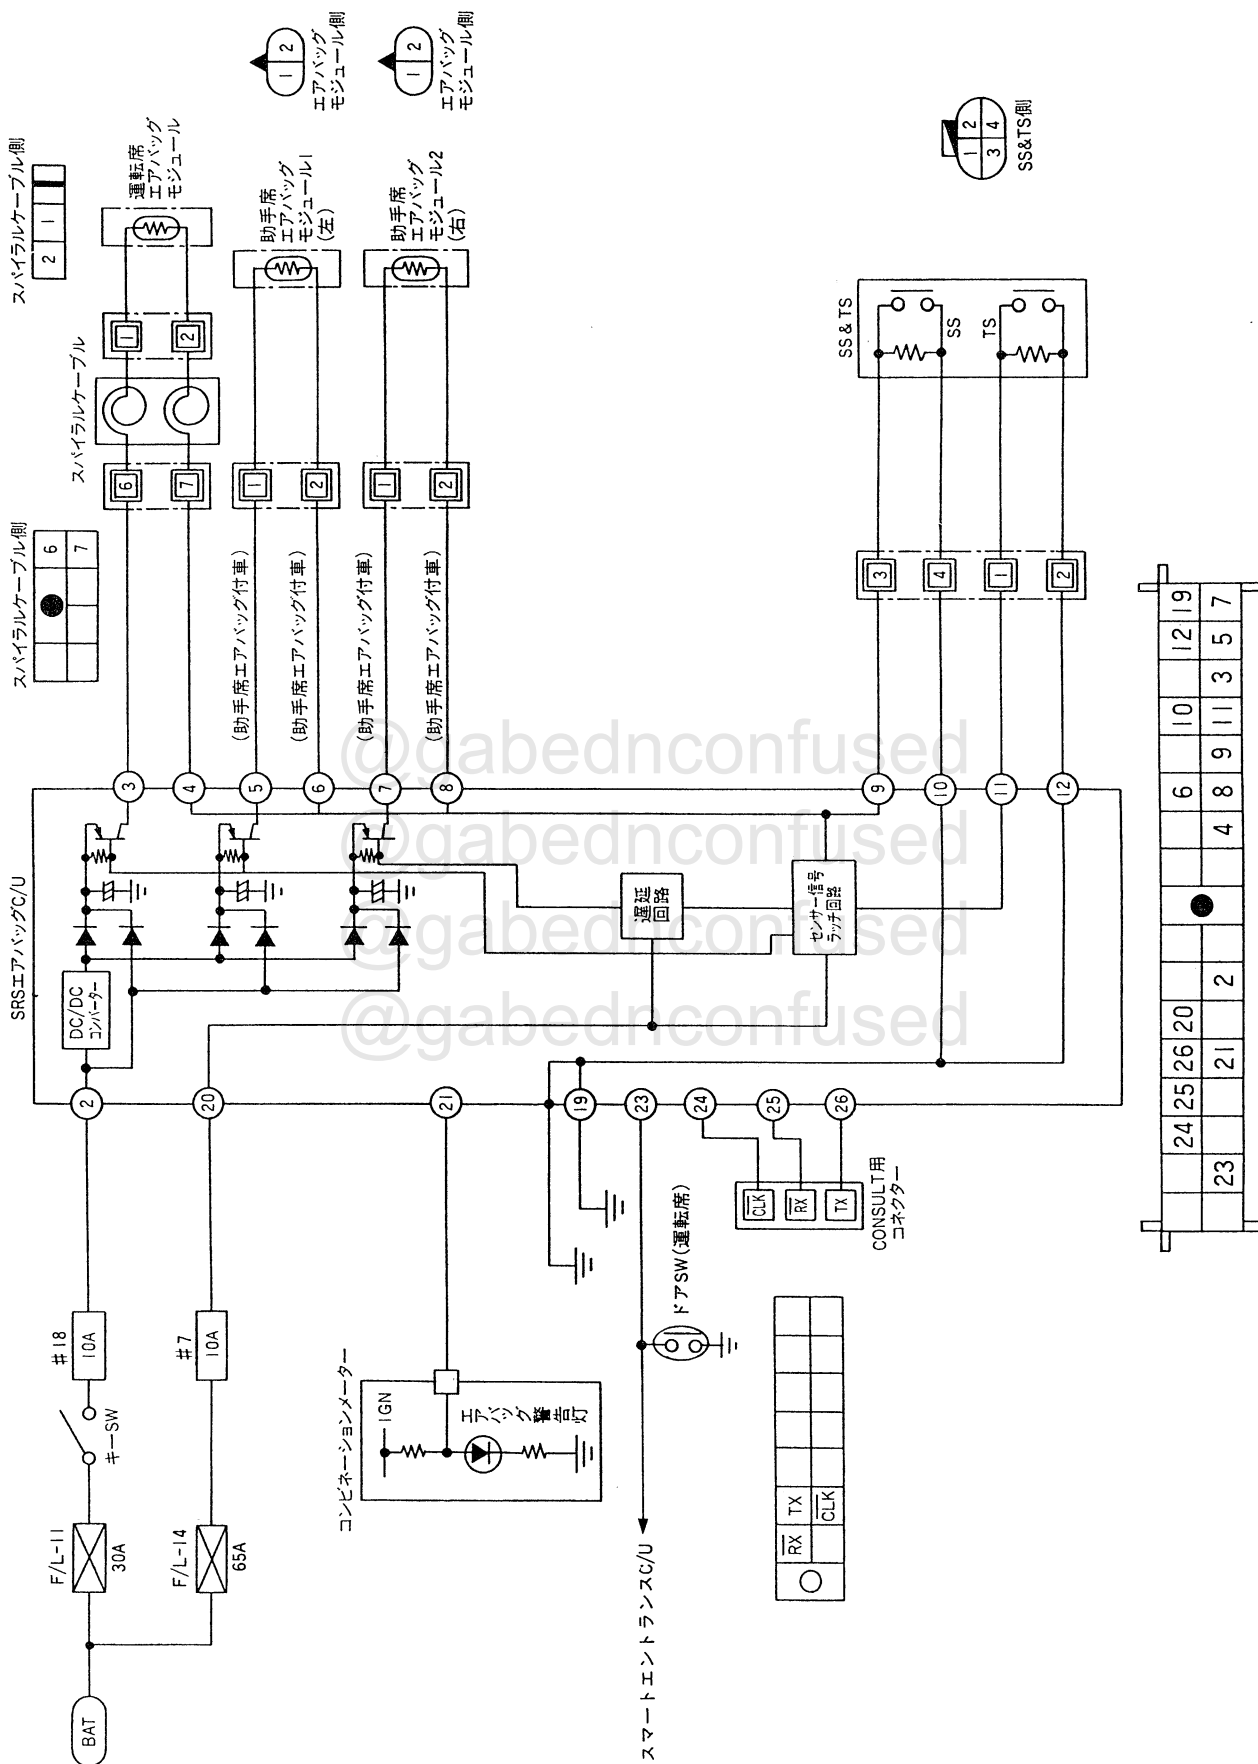 スパイラルケーブル側
2 1
運転席
エアバッグ
モジュール
1 2
エアバッグ
モジュール側
1 2
エアバッグ
モジュール側
助手席
エアバッグ
モジュール1
(左)
助手席
エアバッグ
モジュール2
(右)
1
2
スパイラルケーブル
スパイラルケーブル側
6
7
6
7
1
2
1
2
(助手席エアバッグ付車)
(助手席エアバッグ付車)
(助手席エアバッグ付車)
(助手席エアバッグ付車)
1 2
3 4
SS&TS側
SS & TS
SS
TS
3
4
1
2
SRSエアバッグC/U
3
4
5
6
7
8
9
10
11
12
DC/DC
コンバーター
遅延
回路
センサー信号
ラッチ回路
2
20
21
19
23
24
25
26
CLK
RX
TX
CONSULT用
コネクター
ドアSW(運転席)
#18
10A
キーSW
F/L-11
30A
#7
10A
F/L-14
65A
BAT
コンビネーションメーター
IGN
エアバッグ
警告灯
スマートエントランスC/U
RX TX
CLK
24 25 26 20 6 10 12 19
23 21 2 4 8 9 11 3 5 7
@gabednconfused
@gabednconfused
@gabednconfused
@gabednconfused